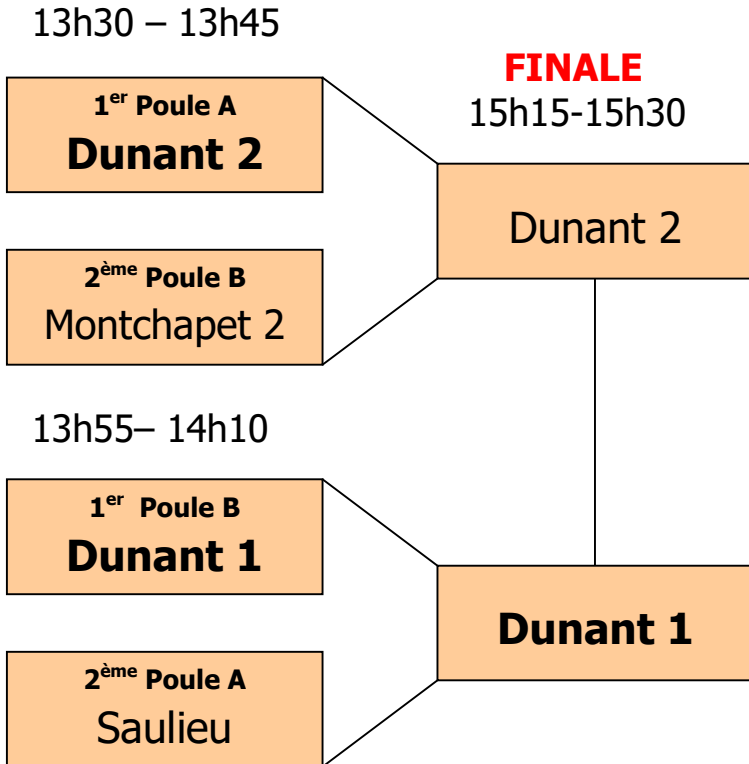 13h30 – 13h45
1er Poule A
Dunant 2
2ème Poule B
Montchapet 2
FINALE
15h15-15h30
Dunant 2
13h55– 14h10
1er Poule B
Dunant 1
2ème Poule A
Saulieu
Dunant 1